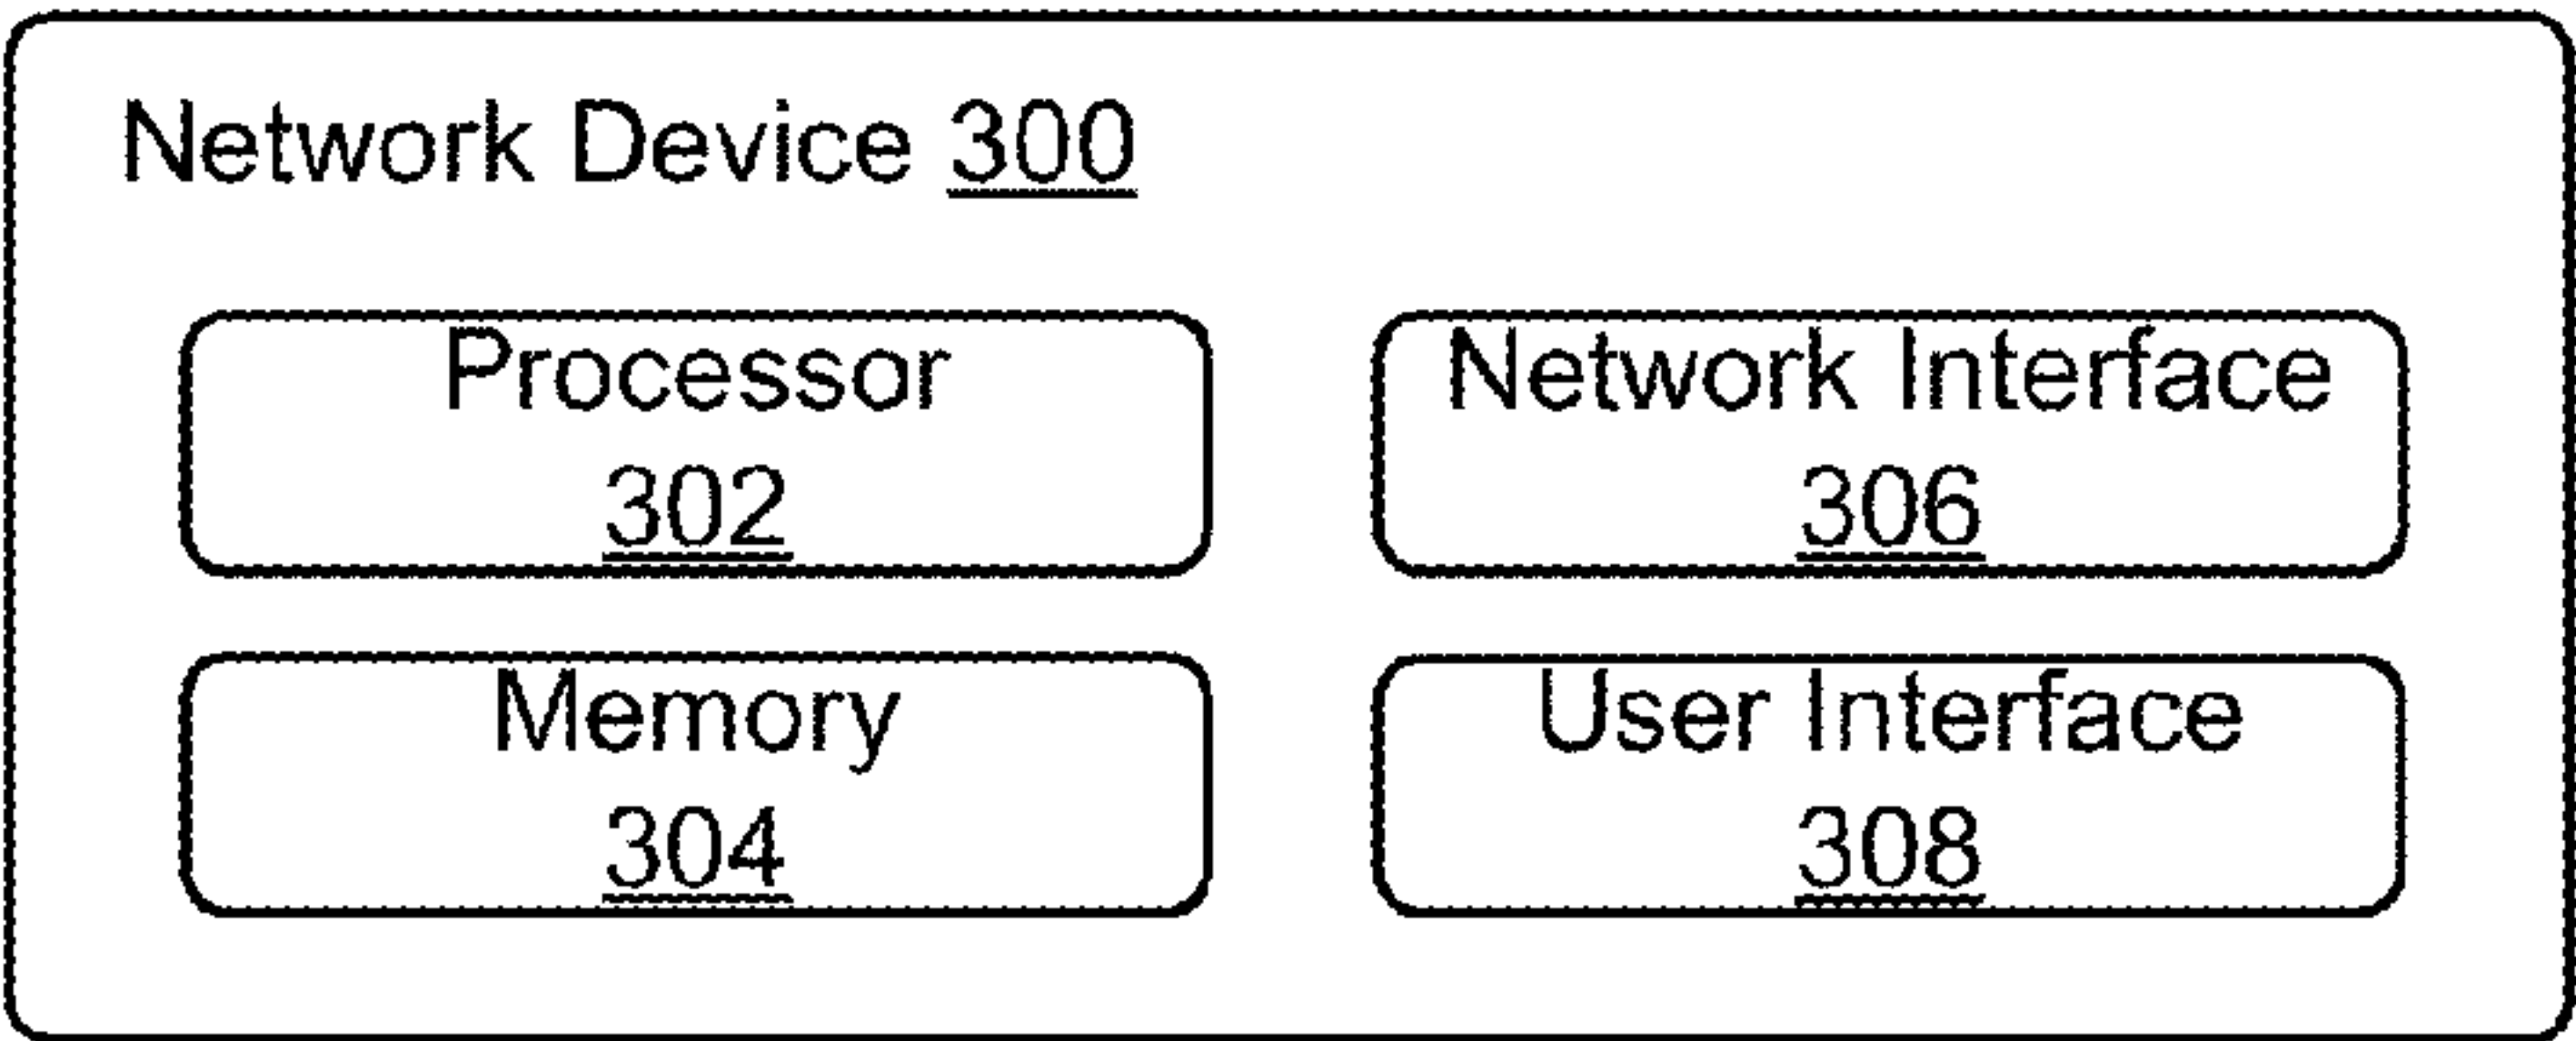 Network Device 300
Processor
302
Network Interface
306
Memory
304
User Interface
308